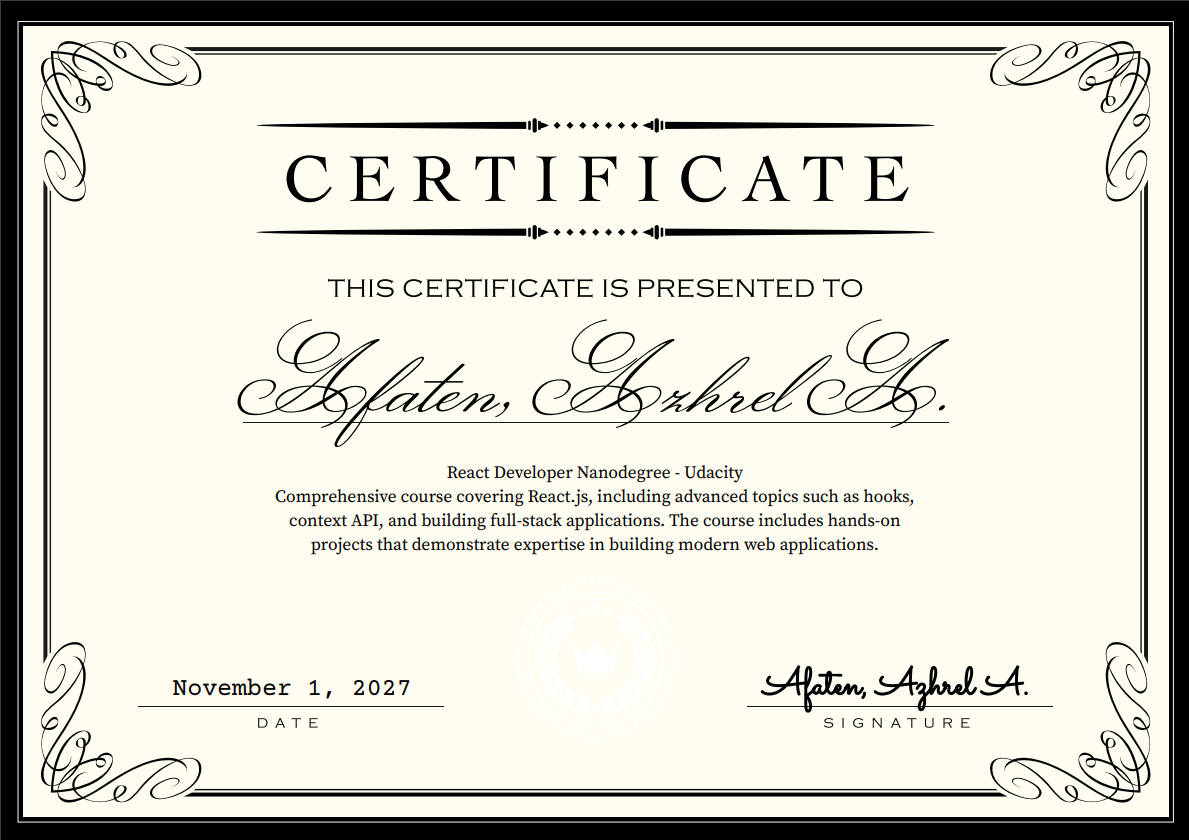 CERTIFICATE
THIS CERTIFICATE IS PRESENTED TO
Afaten, Azhrel A.
React Developer Nanodegree - Udacity
Comprehensive course covering React.js, including advanced topics such as hooks,
context API, and building full-stack applications. The course includes hands-on
projects that demonstrate expertise in building modern web applications.
November 1, 2027
DATE
Afaten, Azhrel A.
SIGNATURE